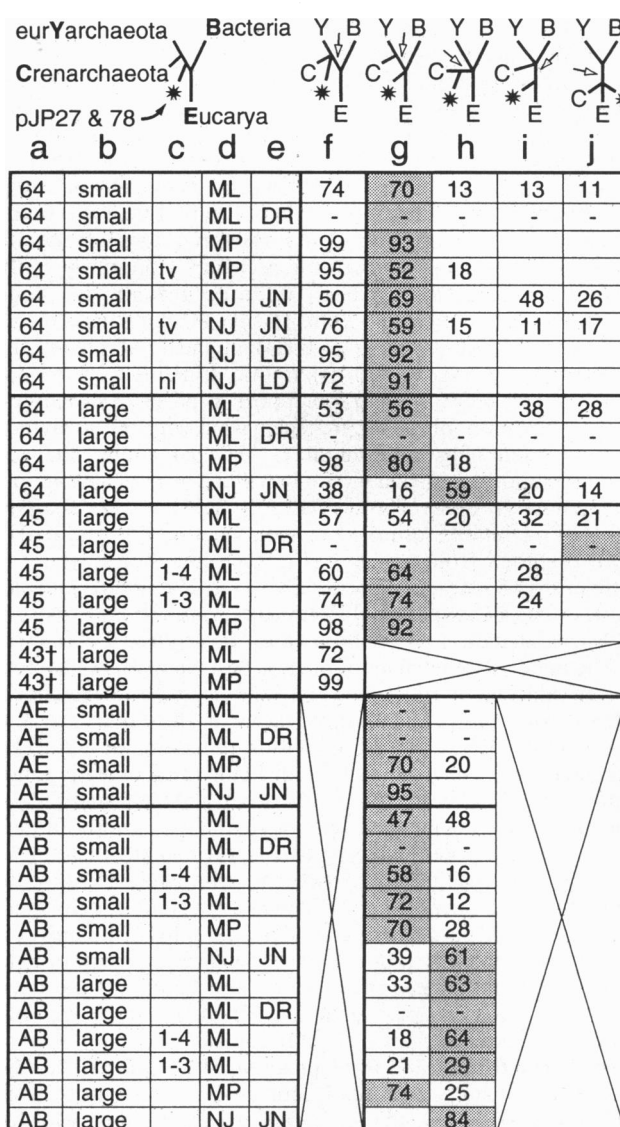 eurYarchaeota Bacteria Y B Y B Y B Y B Y B
Crenarchaeota C C C C
pJP27 & 78 Eucarya E E E E C E
a b c d e f g h i j
64 small ML 74 70 13 13 11
64 small ML DR - - - - -
64 small MP 99 93
64 small tv MP 95 52 18
64 small NJ JN 50 69 48 26
64 small tv NJ JN 76 59 15 11 17
64 small NJ LD 95 92
64 small ni NJ LD 72 91
64 large ML 53 56 38 28
64 large ML DR - - - - -
64 large MP 98 80 18
64 large NJ JN 38 16 59 20 14
45 large ML 57 54 20 32 21
45 large ML DR - - - - -
45 large 1-4 ML 60 64 28
45 large 1-3 ML 74 74 24
45 large MP 98 92
43† large ML 72
43† large MP 99
AE small ML - -
AE small ML DR - -
AE small MP 70 20
AE small NJ JN 95
AB small ML 47 48
AB small ML DR - -
AB small 1-4 ML 58 16
AB small 1-3 ML 72 12
AB small MP 70 28
AB small NJ JN 39 61
AB large ML 33 63
AB large ML DR - -
AB large 1-4 ML 18 64
AB large 1-3 ML 21 29
AB large MP 74 25
AB large NJ JN 84